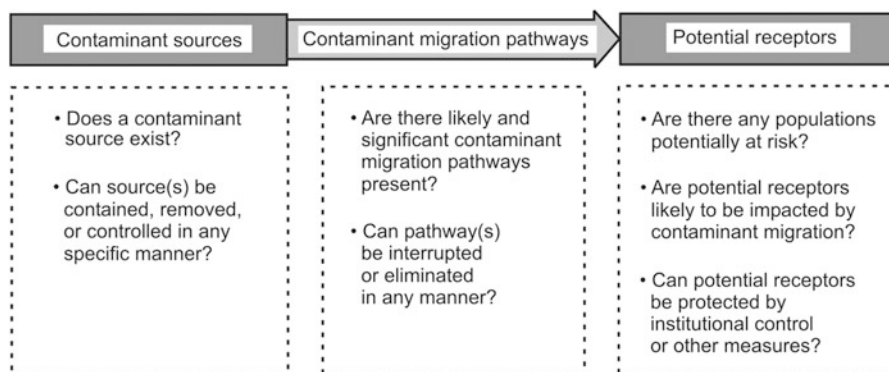 Contaminant sources
Contaminant migration pathways
Potential receptors
• Does a contaminant
source exist?
• Can source(s) be
contained, removed,
or controlled in any
specific manner?
• Are there likely and
significant contaminant
migration pathways
present?
• Can pathway(s)
be interrupted
or eliminated
in any manner?
• Are there any populations
potentially at risk?
• Are potential receptors
likely to be impacted by
contaminant migration?
• Can potential receptors
be protected by
institutional control
or other measures?